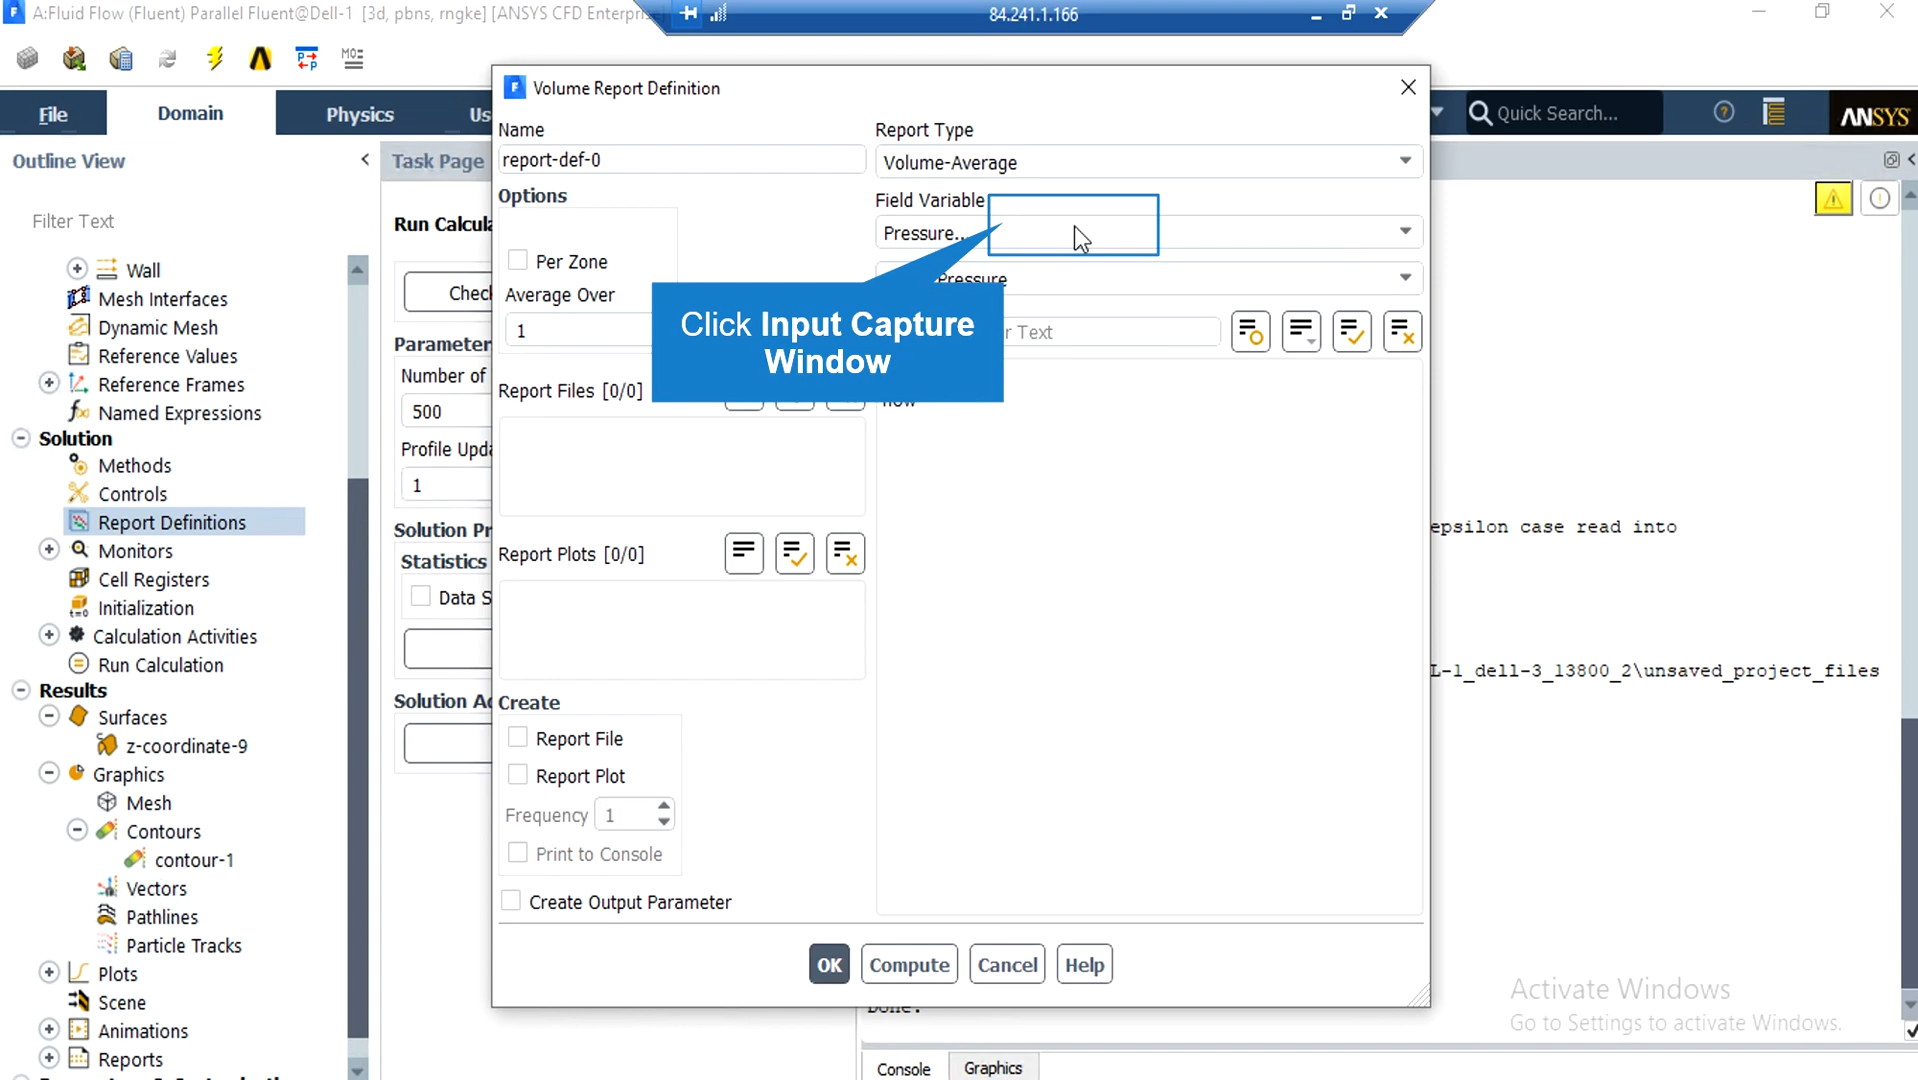 A:Fluid Flow (Fluent) Parallel Fluent@Dell-1 [3d, pbns, rngke] [ANSYS CFD Enterprise
84.241.1.166
File
Domain
Physics
Us
Quick Search...
ANSYS
Outline View
Task Page
Filter Text
Wall
Mesh Interfaces
Dynamic Mesh
Reference Values
Reference Frames
Named Expressions
Solution
Methods
Controls
Report Definitions
Monitors
Cell Registers
Initialization
Calculation Activities
Run Calculation
Results
Surfaces
z-coordinate-9
Graphics
Mesh
Contours
contour-1
Vectors
Pathlines
Particle Tracks
Plots
Scene
Animations
Reports
Run Calcula
Check
Parameter
Number of
500
Profile Upda
1
Solution Pr
Statistics
Data S
Solution Ac
Volume Report Definition
Name
report-def-0
Options
Per Zone
Average Over
1
Report Files [0/0]
Report Plots [0/0]
Create
Report File
Report Plot
Frequency 1
Print to Console
Create Output Parameter
Report Type
Volume-Average
Field Variable
Pressure...
Pressure
r Text
Click Input Capture
Window
OK
Compute
Cancel
Help
epsilon case read into
L-1_dell-3_13800_2\unsaved_project_files
Done.
Activate Windows
Go to Settings to activate Windows.
Console
Graphics